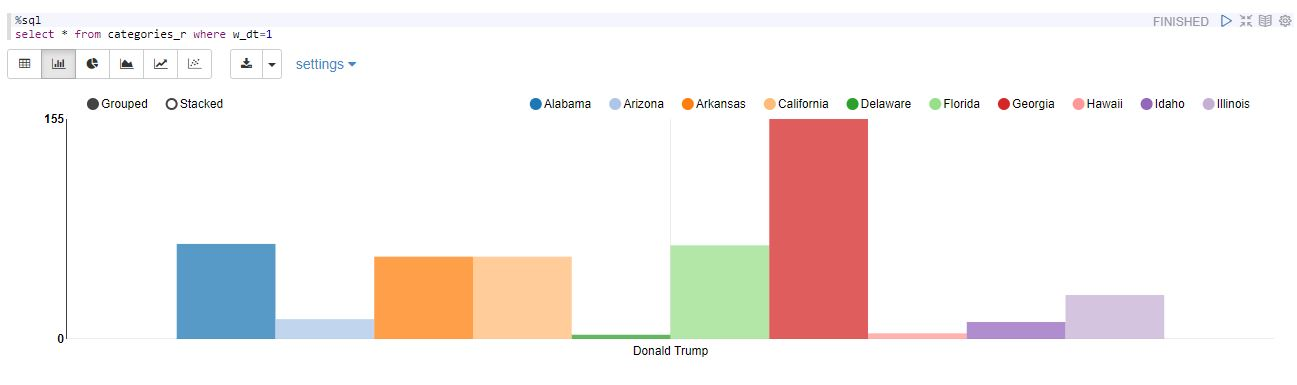 %sql
FINISHED
select * from categories_r where w_dt=1
settings
Grouped Stacked Alabama Arizona Arkansas California Delaware Florida Georgia Hawaii Idaho Illinois
155
0
Donald Trump